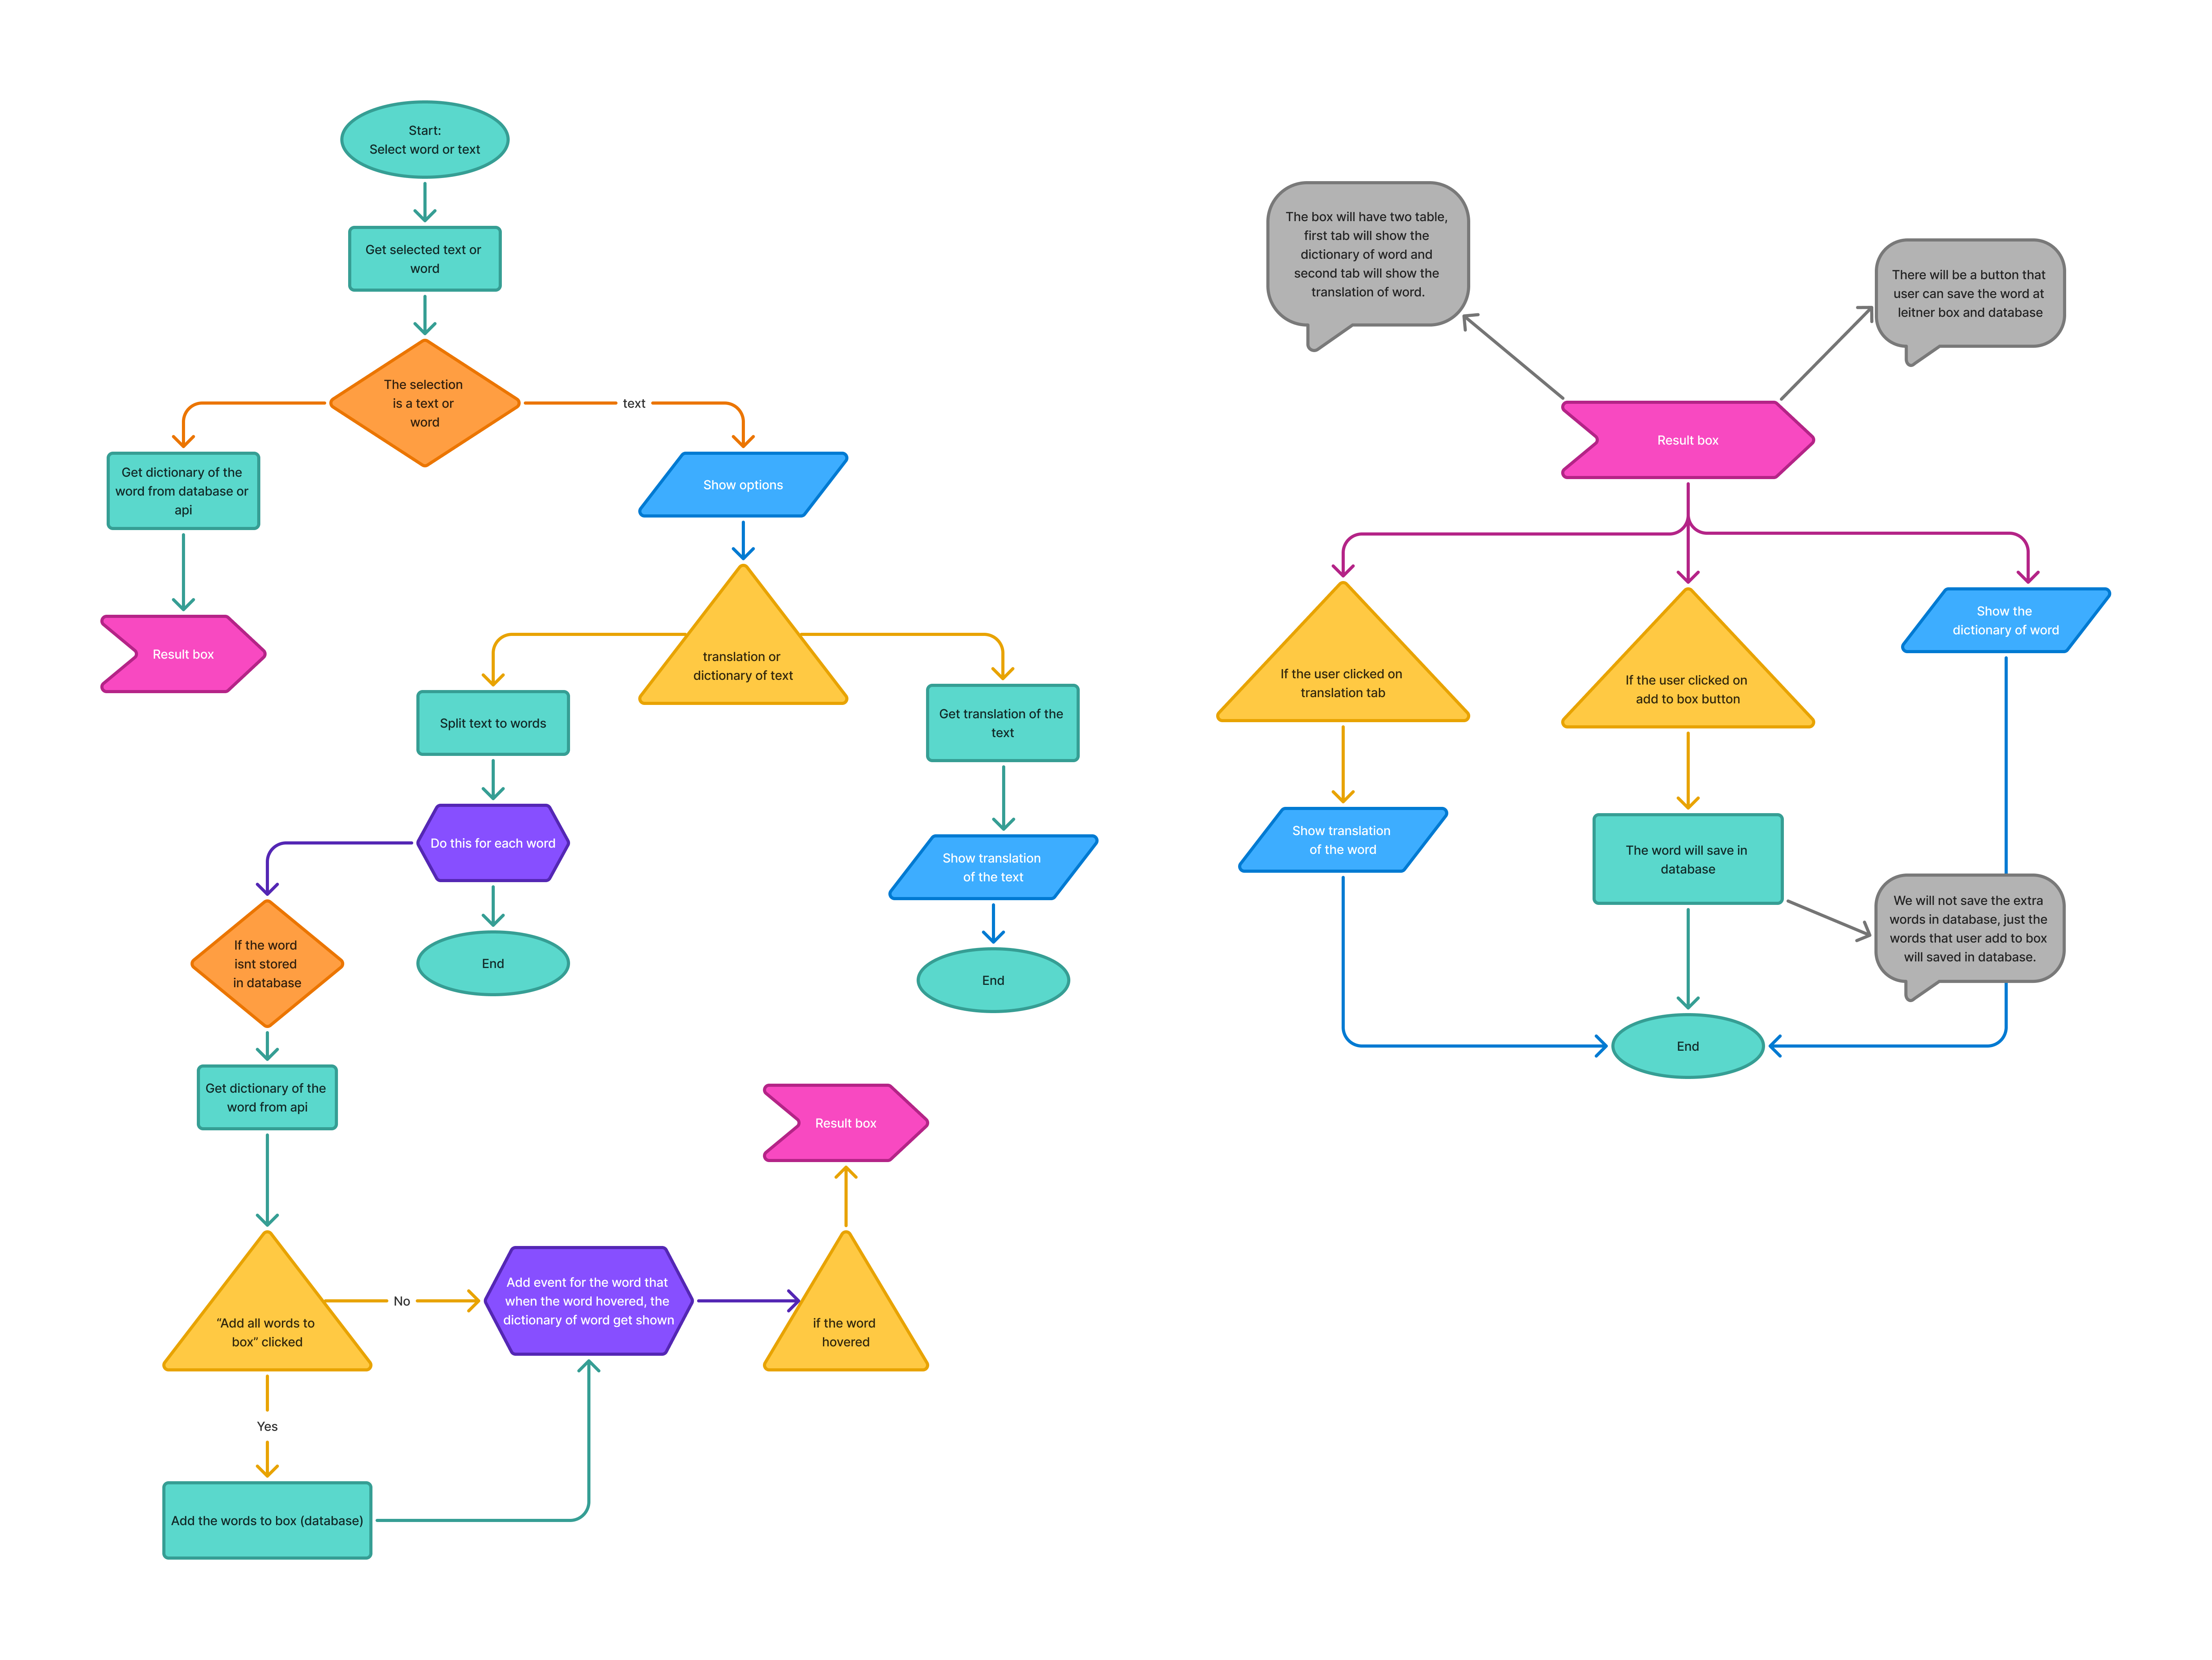 Start:
Select word or text
Get selected text or
word
The selection
is a text or
word
text
Get dictionary of the
word from database or
api
Result box
Show options
translation or
dictionary of text
Split text to words
Get translation of the
text
Do this for each word
Show translation
of the text
If the word
isnt stored
in database
End
End
Get dictionary of the
word from api
Result box
"Add all words to
box" clicked
No
Add event for the word that
when the word hovered, the
dictionary of word get shown
if the word
hovered
Yes
Add the words to box (database)
The box will have two table,
first tab will show the
dictionary of word and
second tab will show the
translation of word.
There will be a button that
user can save the word at
leitner box and database
Result box
If the user clicked on
translation tab
If the user clicked on
add to box button
Show the
dictionary of word
Show translation
of the word
The word will save in
database
We will not save the extra
words in database, just the
words that user add to box
will saved in database.
End